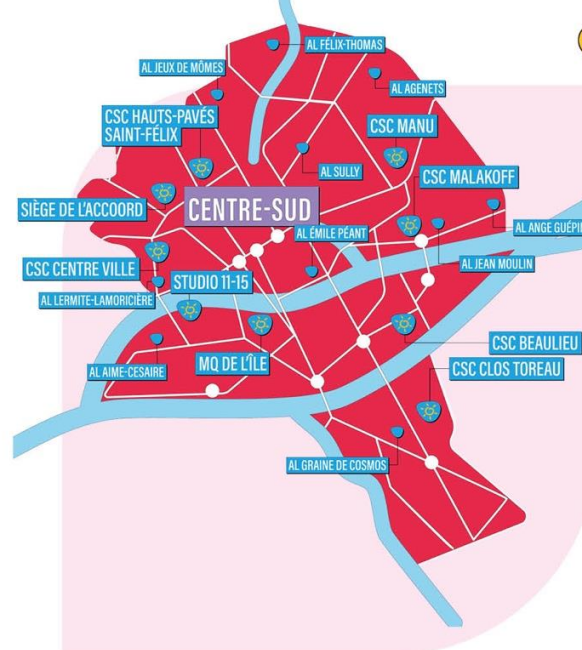 AL FÉLIX-THOMAS
AL JEUX DE MÔMES
AL AGENETS
CSC HAUTS-PAVÉS
SAINT-FÉLIX
CSC MANU
AL SULLY
CSC MALAKOFF
SIÈGE DE L'ACCOORD
CENTRE-SUD
AL ANGE GUÉPIN
AL ÉMILE PÉANT
CSC CENTRE VILLE
AL JEAN MOULIN
STUDIO 11-15
AL LERMITE-LAMORICIÈRE
CSC BEAULIEU
MQ DE L'ÎLE
AL AIME-CESAIRE
CSC CLOS TOREAU
AL GRAINE DE COSMOS